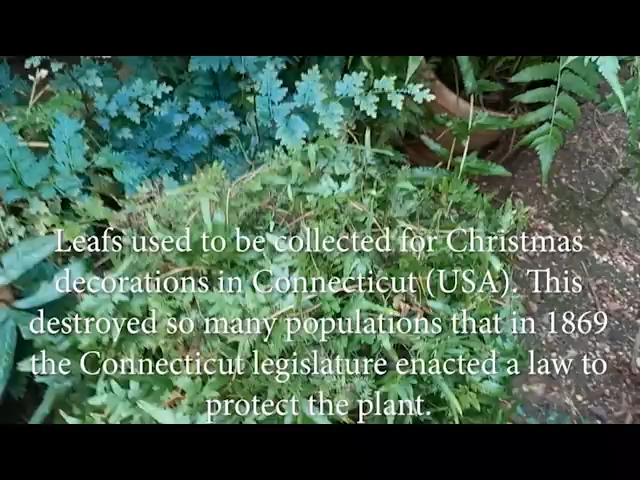 Leafs used to be collected for Christmas
decorations in Connecticut (USA). This
destroyed so many populations that in 1869
the Connecticut legislature enacted a law to
protect the plant.